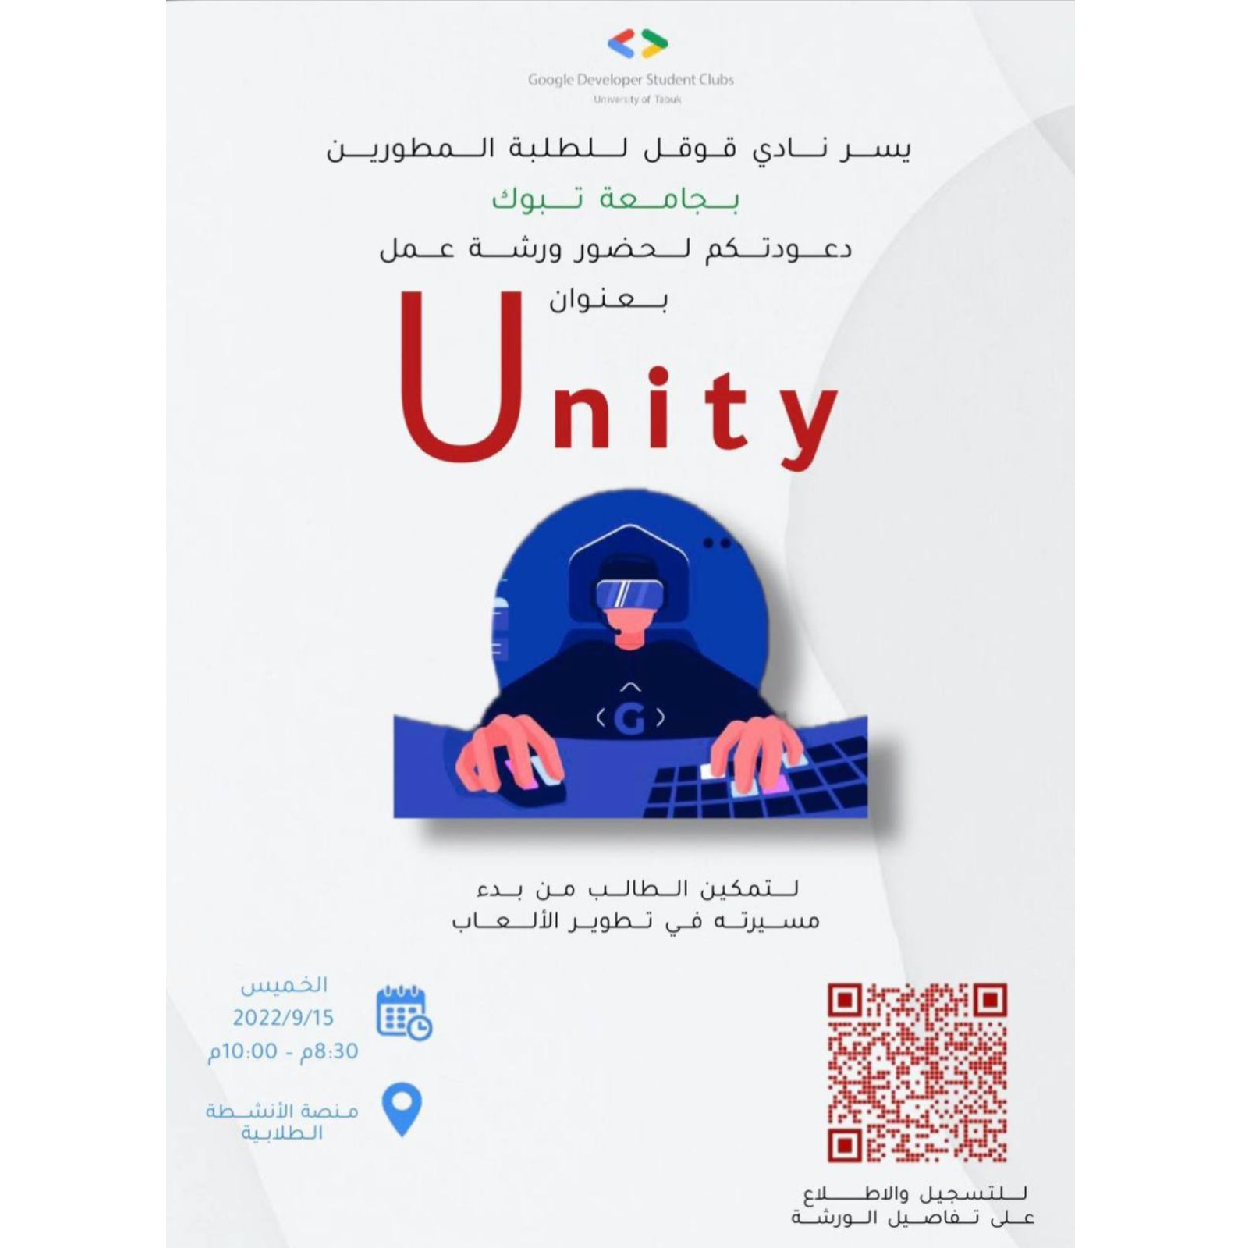 Google Developer Student Clubs
University of Tabuk
يسر نادي قوقل للطلبة المطورين
بجامعة تبوك
دعودتكم لحضور ورشة عمل
بعنوان
Unity
G
لتمكين الطالب من بدء
مسيرته في تطوير الألعاب
الخميس
2022/9/15
8:30م - 10:00م
منصة الأنشطة
الطلابية
للتسجيل والاطلاع
على تفاصيل الورشة